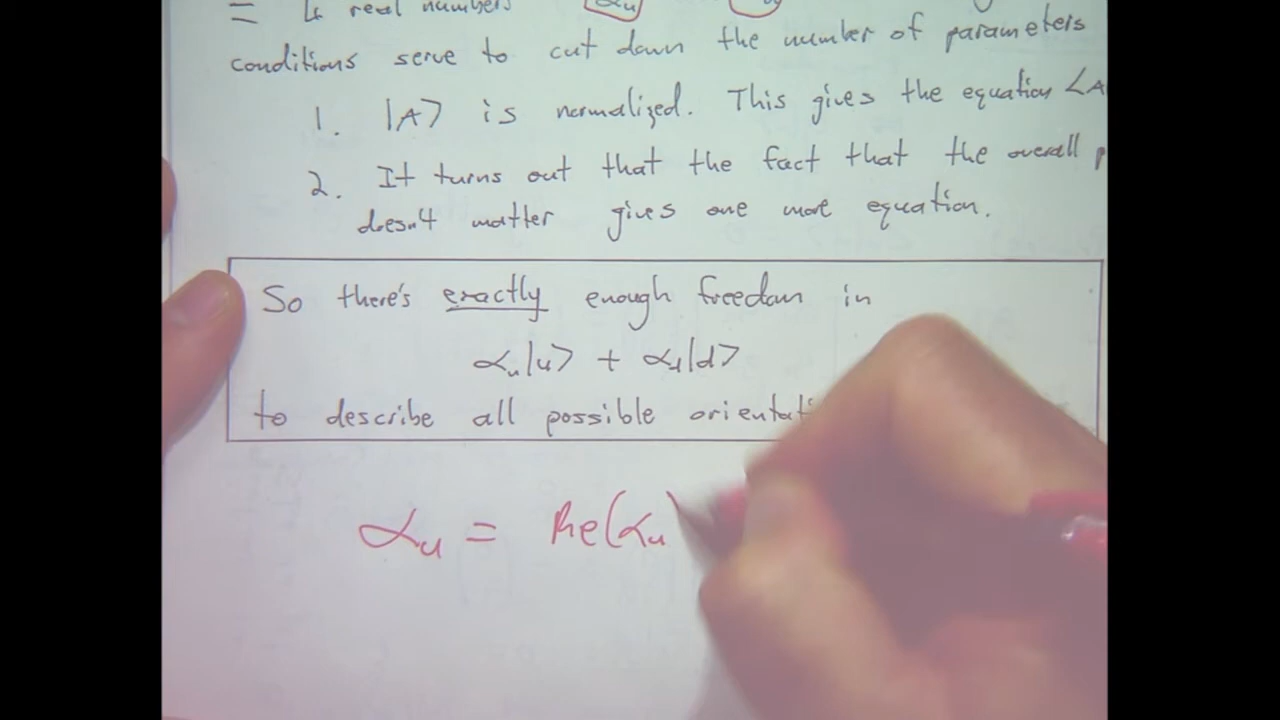 = 4 real numbers αu
conditions serve to cut down the number of parameters
1. |A> is normalized. This gives the equation <A
2. It turns out that the fact that the overall p
doesn't matter gives one more equation.
So there's exactly enough freedom in
αu|u> + αd|d>
to describe all possible orientati
αu = Re(αu)